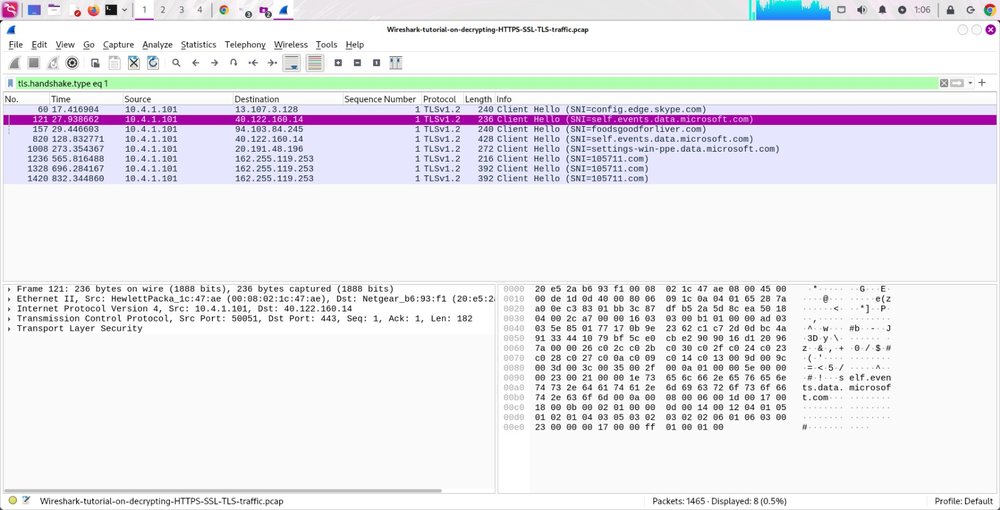 1 2 3 4 3 2 1:06
Wireshark-tutorial-on-decrypting-HTTPS-SSL-TLS-traffic.pcap
File Edit View Go Capture Analyze Statistics Telephony Wireless Tools Help
tls.handshake.type eq 1
No. Time Source Destination Sequence Number Protocol Length Info
60 17.416904 10.4.1.101 13.107.3.128 1 TLSv1.2 240 Client Hello (SNI=config.edge.skype.com)
121 27.938662 10.4.1.101 40.122.160.14 1 TLSv1.2 236 Client Hello (SNI=self.events.data.microsoft.com)
157 29.446603 10.4.1.101 94.103.84.245 1 TLSv1.2 240 Client Hello (SNI=foodsgoodforliver.com)
820 128.832771 10.4.1.101 40.122.160.14 1 TLSv1.2 428 Client Hello (SNI=self.events.data.microsoft.com)
1008 273.354367 10.4.1.101 20.191.48.196 1 TLSv1.2 272 Client Hello (SNI=settings-win-ppe.data.microsoft.com)
1236 565.816488 10.4.1.101 162.255.119.253 1 TLSv1.2 216 Client Hello (SNI=105711.com)
1328 696.284167 10.4.1.101 162.255.119.253 1 TLSv1.2 392 Client Hello (SNI=105711.com)
1420 832.344860 10.4.1.101 162.255.119.253 1 TLSv1.2 392 Client Hello (SNI=105711.com)
Frame 121: 236 bytes on wire (1888 bits), 236 bytes captured (1888 bits)
Ethernet II, Src: HewlettPacka_1c:47:ae (00:08:02:1c:47:ae), Dst: Netgear_b6:93:f1 (20:e5:2a
Internet Protocol Version 4, Src: 10.4.1.101, Dst: 40.122.160.14
Transmission Control Protocol, Src Port: 50051, Dst Port: 443, Seq: 1, Ack: 1, Len: 182
Transport Layer Security
0000 20 e5 2a b6 93 f1 00 08 02 1c 47 ae 08 00 45 00 ·*····· ··G···E·
0010 00 de 1d 0d 40 00 80 06 09 1c 0a 04 01 65 28 7a ····@··· ·····e(z
0020 a0 0e c3 83 01 bb 3c 87 df b5 2a 5d 8c ea 50 18 ······<· ··*]··P·
0030 04 00 2c a7 00 00 16 03 03 00 b1 01 00 00 ad 03 ··,····· ········
0040 03 5e 85 01 77 17 0b 9e 23 62 c1 c7 2d 0d bc 4a ·^··w··· #b··-··J
0050 91 33 44 10 79 bf 5c e0 cb e2 90 90 16 d1 20 96 ·3D·y·\· ······ ·
0060 7a 00 00 26 c0 2c c0 2b c0 30 c0 2f c0 24 c0 23 z··&·,·+ ·0·/·$·#
0070 c0 28 c0 27 c0 0a c0 09 c0 14 c0 13 00 9d 00 9c ·(·'···· ········
0080 00 3d 00 3c 00 35 00 2f 00 0a 01 00 00 5e 00 00 ·=·<·5·/ ·····^··
0090 00 23 00 21 00 00 1e 73 65 6c 66 2e 65 76 65 6e ·#·!···s elf.even
00a0 74 73 2e 64 61 74 61 2e 6d 69 63 72 6f 73 6f 66 ts.data. microsof
00b0 74 2e 63 6f 6d 00 0a 00 08 00 06 00 1d 00 17 00 t.com··· ········
00c0 18 00 0b 00 02 01 00 00 0d 00 14 00 12 04 01 05 ········ ········
00d0 01 02 01 04 03 05 03 02 03 02 02 06 01 06 03 00 ········ ········
00e0 23 00 00 00 17 00 00 ff 01 00 01 00 #······· ····
Wireshark-tutorial-on-decrypting-HTTPS-SSL-TLS-traffic.pcap Packets: 1465 · Displayed: 8 (0.5%) Profile: Default